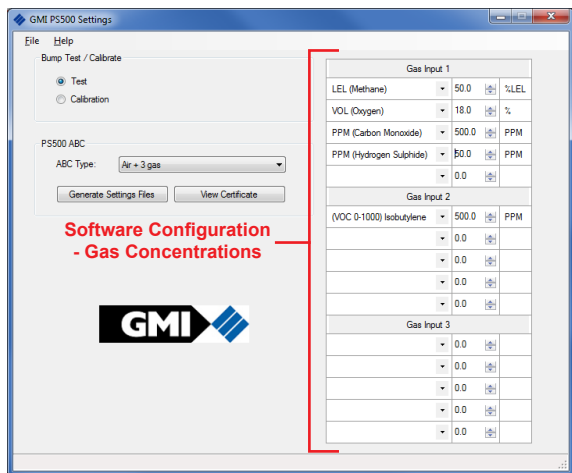 GMI PS500 Settings
File Help
Bump Test / Calibrate
Test
Calibration
PS500 ABC
ABC Type: Air + 3 gas
Generate Settings Files View Certificate
Software Configuration
- Gas Concentrations
GMI
Gas Input 1
LEL (Methane) 50.0 %LEL
VOL (Oxygen) 18.0 %
PPM (Carbon Monoxide) 500.0 PPM
PPM (Hydrogen Sulphide) 50.0 PPM
0.0
Gas Input 2
(VOC 0-1000) Isobutylene 500.0 PPM
0.0
0.0
0.0
0.0
Gas Input 3
0.0
0.0
0.0
0.0
0.0